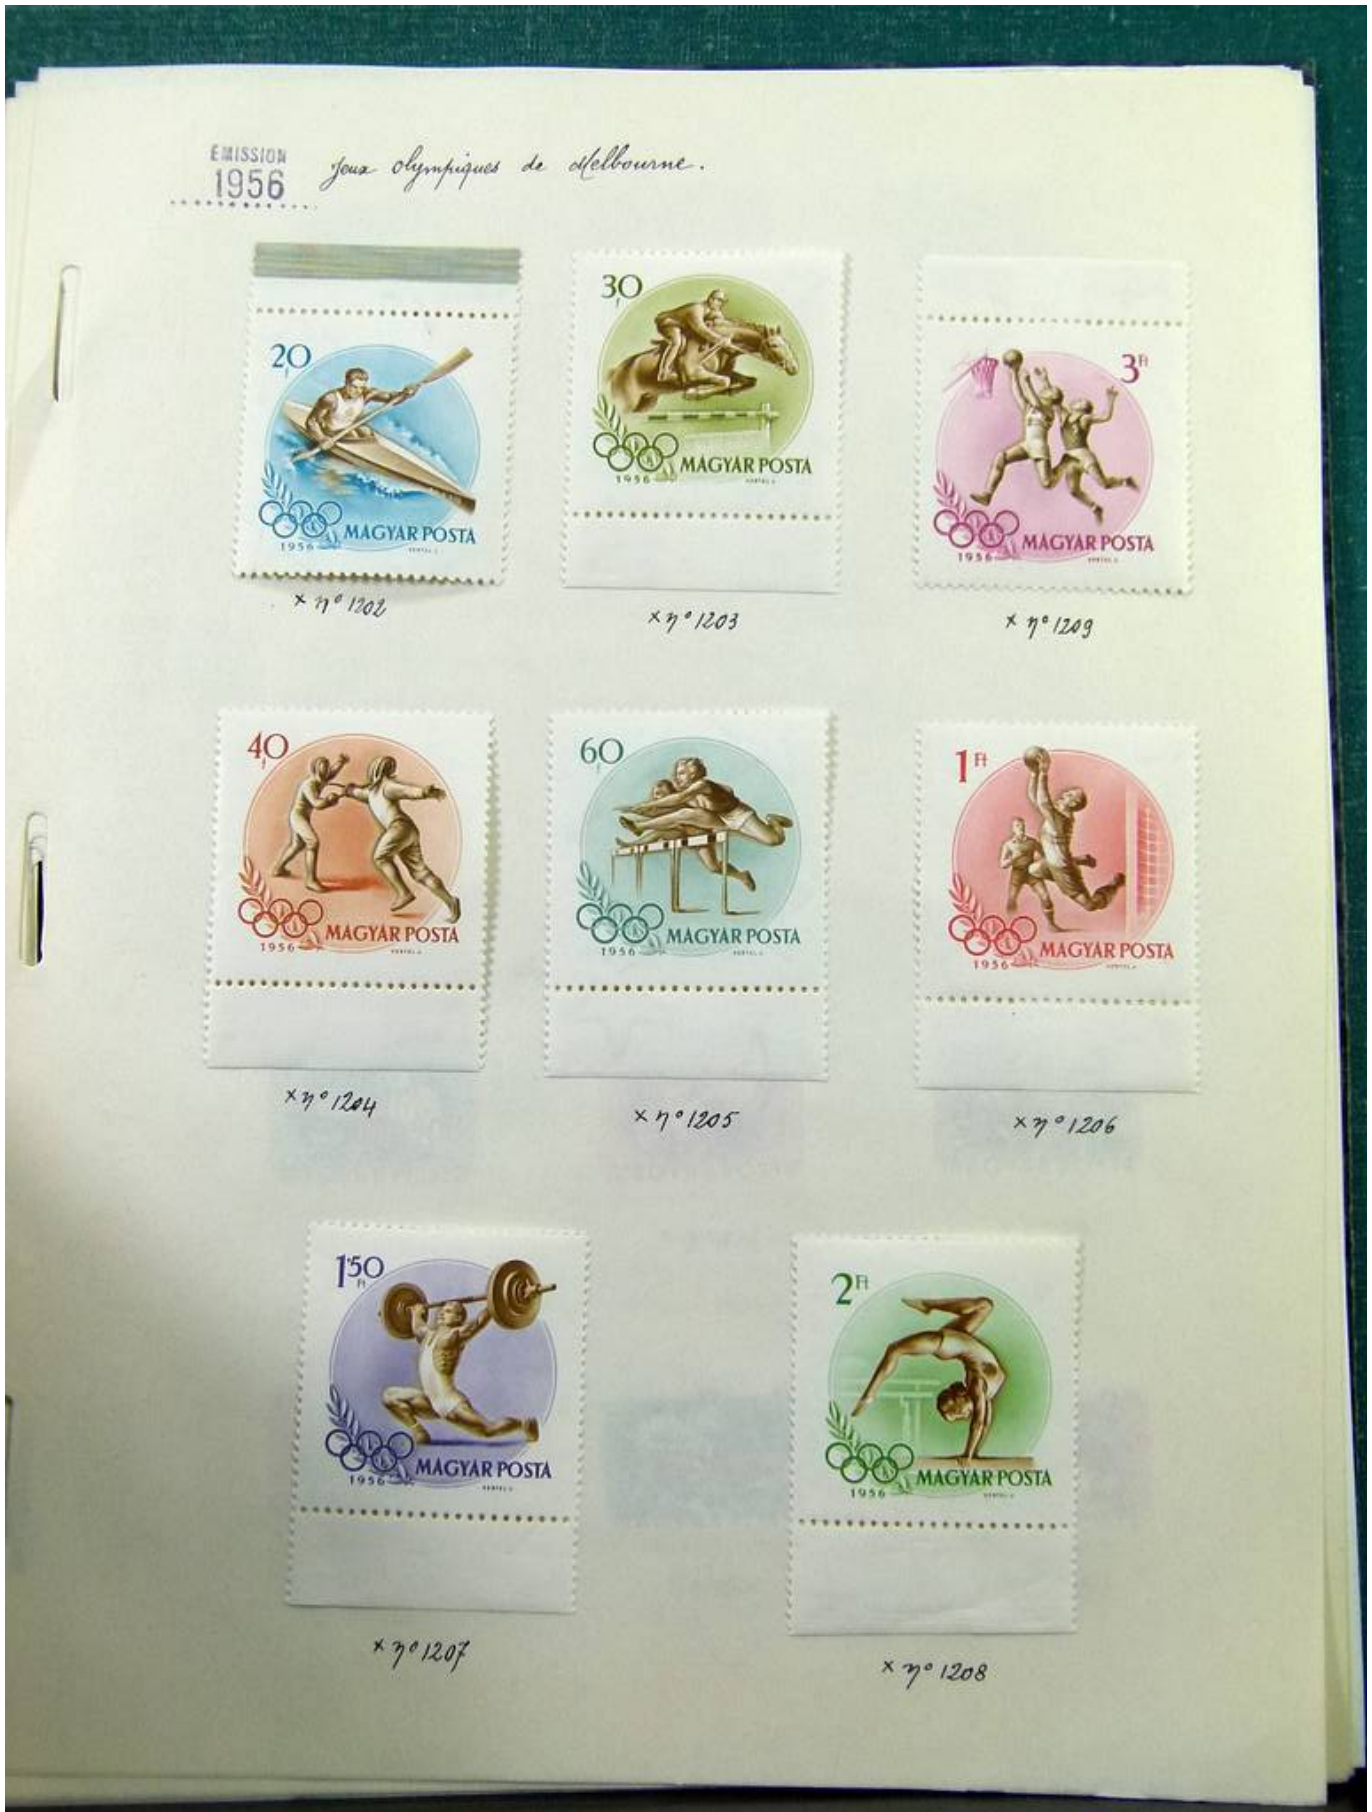 EMISSION
1956
Jeux olympiques de Melbourne.
20
1956
MAGYAR POSTA
x n° 1202
30
1956
MAGYAR POSTA
x n° 1203
3 Ft
1956
MAGYAR POSTA
x n° 1209
40
1956
MAGYAR POSTA
x n° 1204
60
1956
MAGYAR POSTA
x n° 1205
1 Ft
1956
MAGYAR POSTA
x n° 1206
1'50 Ft
1956
MAGYAR POSTA
x n° 1207
2 Ft
1956
MAGYAR POSTA
x n° 1208